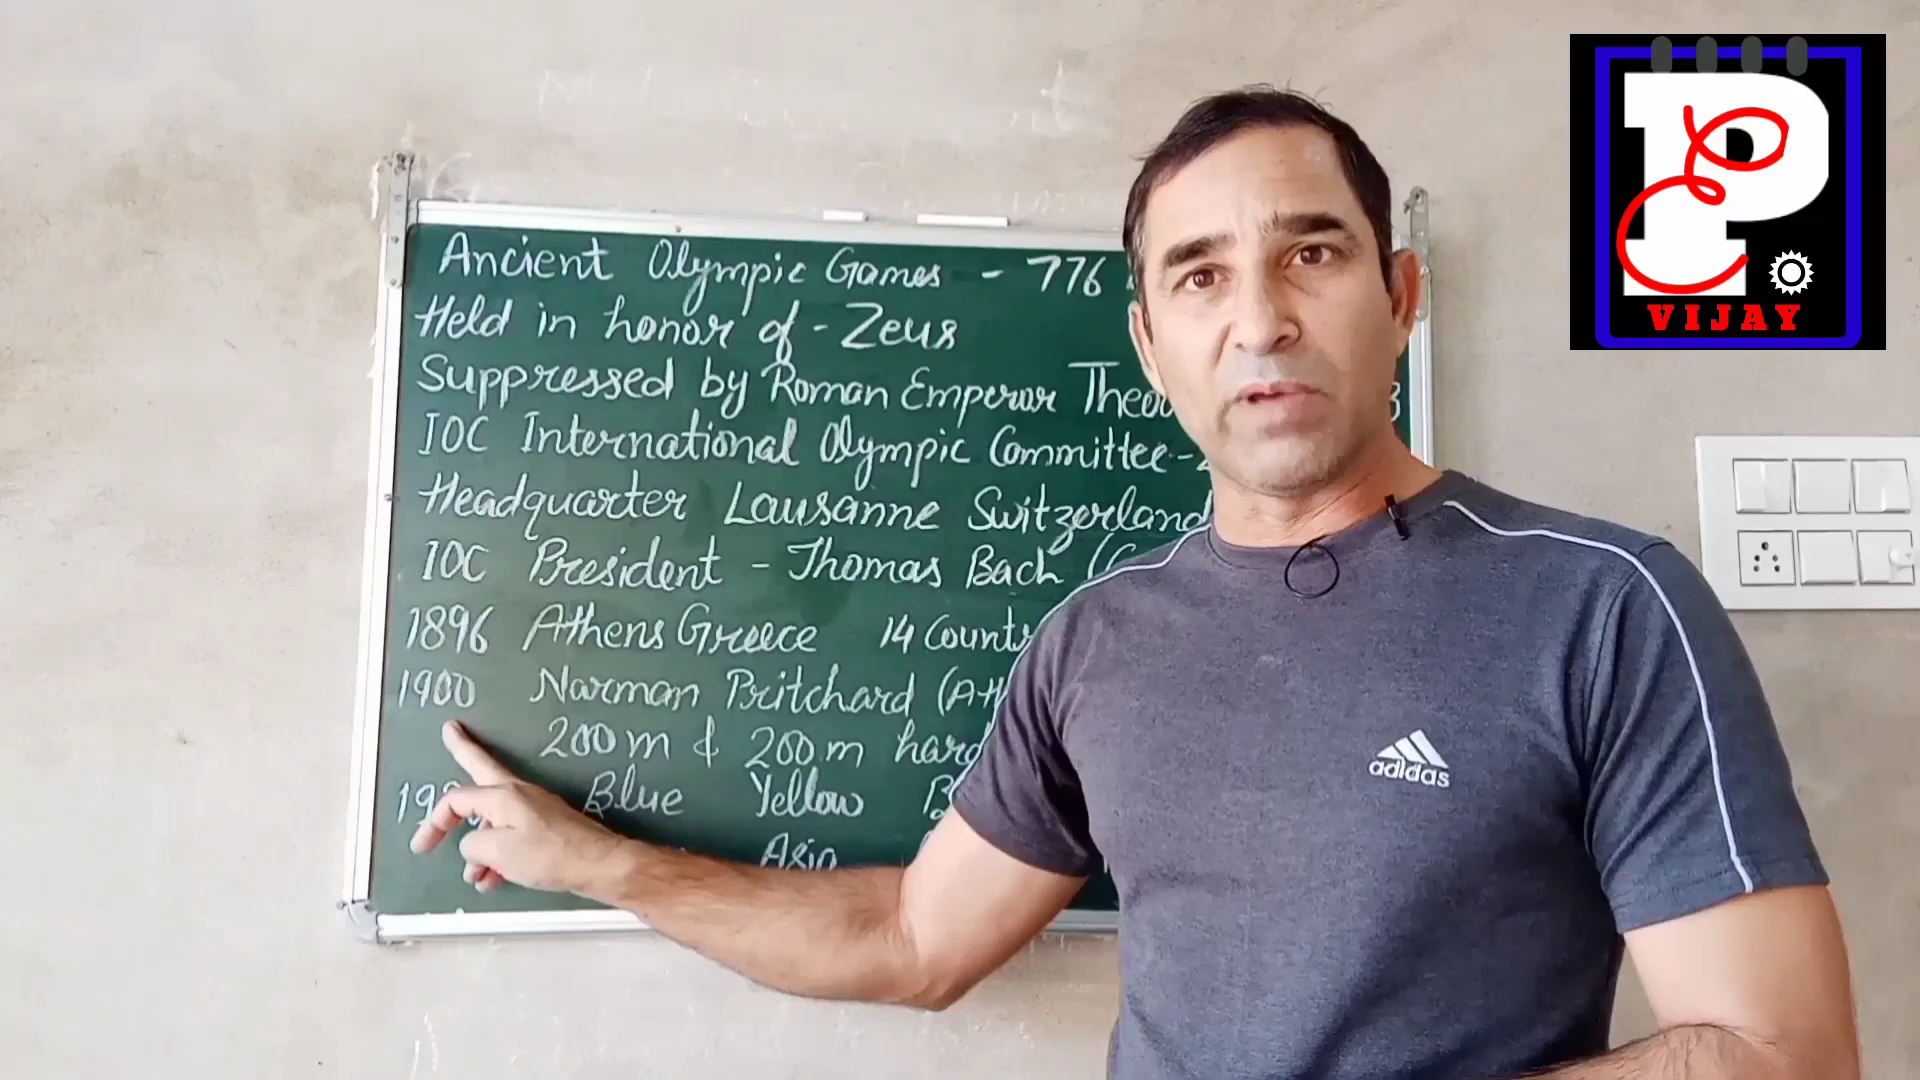 Ancient Olympic Games - 776
Held in honor of - Zeus
Suppressed by Roman Emperor
IOC International Olympic Committee -
Headquarter Lausanne Switzerland
IOC President - Thomas Bach (
1896 Athens Greece 14
1900 Narman Pritchard (
200 m & 200 m
Blue Yellow
Asia
P
VIJAY
adidas